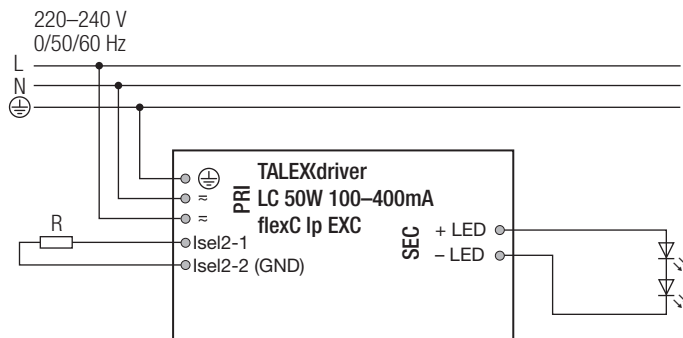 220–240 V
0/50/60 Hz
L
N
PRI
TALEXXdriver
LC 50W 100–400mA
flexC lp EXC
≂
≂
R
Isel2-1
Isel2-2 (GND)
SEC
+ LED
– LED